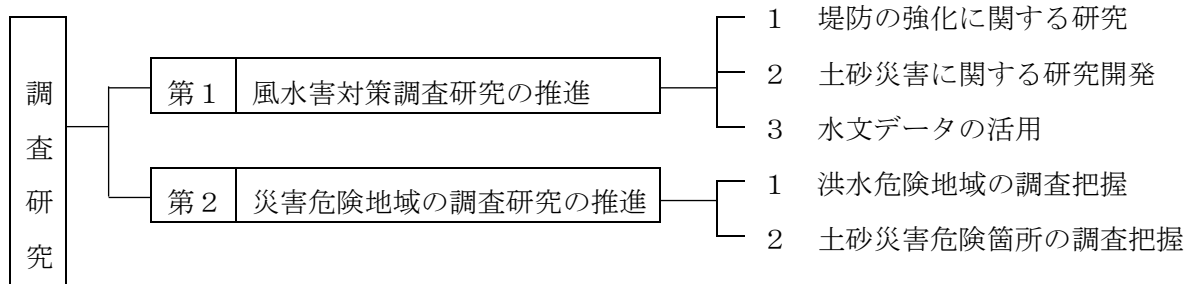 調査研究
第1 風水害対策調査研究の推進
1 堤防の強化に関する研究
2 土砂災害に関する研究開発
3 水文データの活用
第2 災害危険地域の調査研究の推進
1 洪水危険地域の調査把握
2 土砂災害危険箇所の調査把握